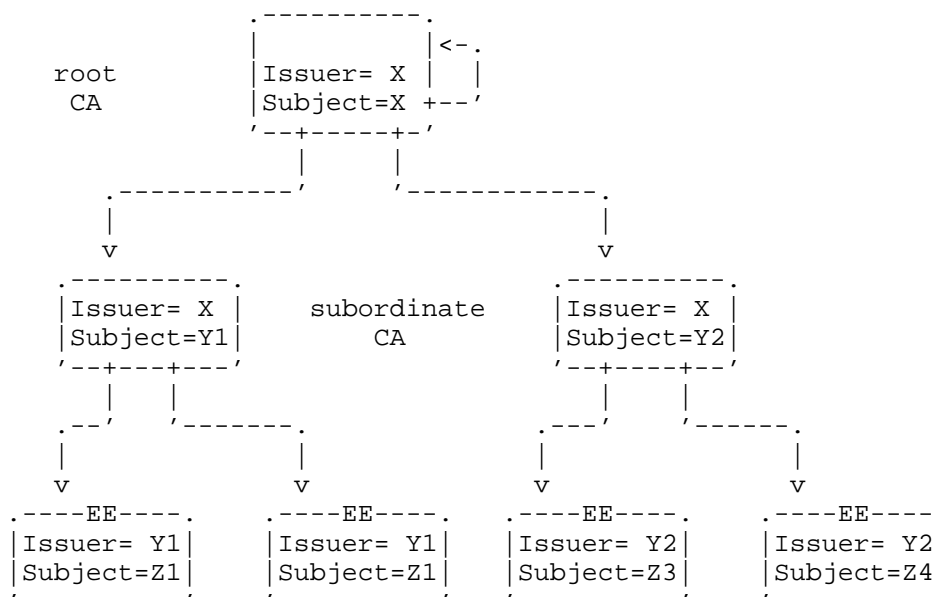 root
CA
Issuer= X
Subject=X
Issuer= X
Subject=Y1
subordinate
CA
Issuer= X
Subject=Y2
EE
Issuer= Y1
Subject=Z1
EE
Issuer= Y1
Subject=Z1
EE
Issuer= Y2
Subject=Z3
EE
Issuer= Y2
Subject=Z4